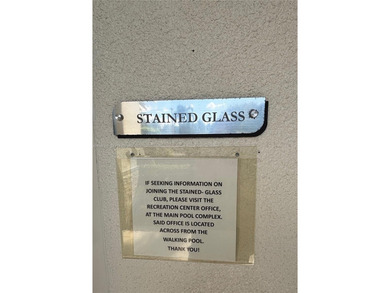 STAINED GLASS
IF SEEKING INFORMATION ON
JOINING THE STAINED- GLASS
CLUB, PLEASE VISIT THE
RECREATION CENTER OFFICE,
AT THE MAIN POOL COMPLEX.
SAID OFFICE IS LOCATED
ACROSS FROM THE
WALKING POOL.
THANK YOU!